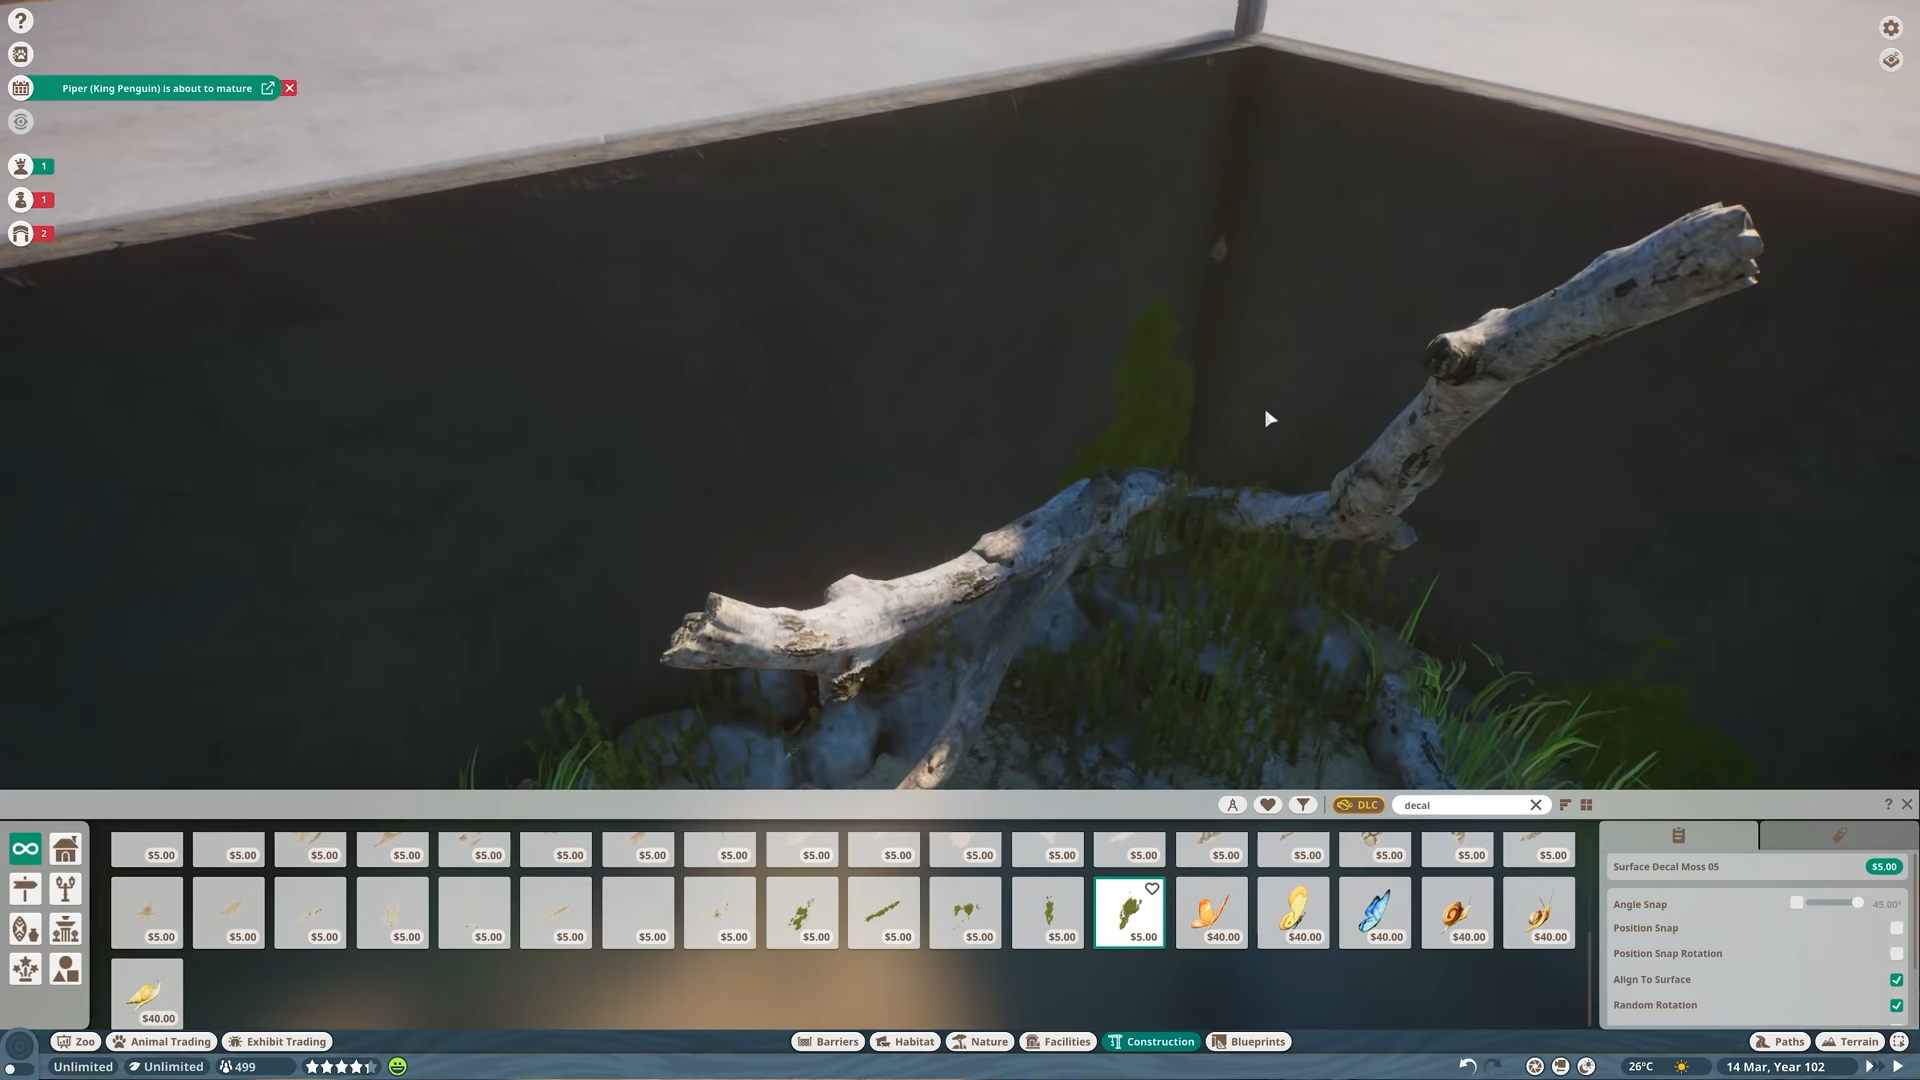 ?
Piper (King Penguin) is about to mature
1
1
2
DLC
decal
?
$5.00 $5.00 $5.00 $5.00 $5.00 $5.00 $5.00 $5.00 $5.00 $5.00 $5.00 $5.00 $5.00 $5.00 $5.00 $5.00 $5.00 $5.00
$5.00 $5.00 $5.00 $5.00 $5.00 $5.00 $5.00 $5.00 $5.00 $5.00 $5.00 $5.00 $5.00 $40.00 $40.00 $40.00 $40.00 $40.00
$40.00
Surface Decal Moss 05 $5.00
Angle Snap 45.00°
Position Snap
Position Snap Rotation
Align To Surface
Random Rotation
Zoo Animal Trading Exhibit Trading Barriers Habitat Nature Facilities Construction Blueprints Paths Terrain
Unlimited Unlimited 499 26°C 14 Mar, Year 102